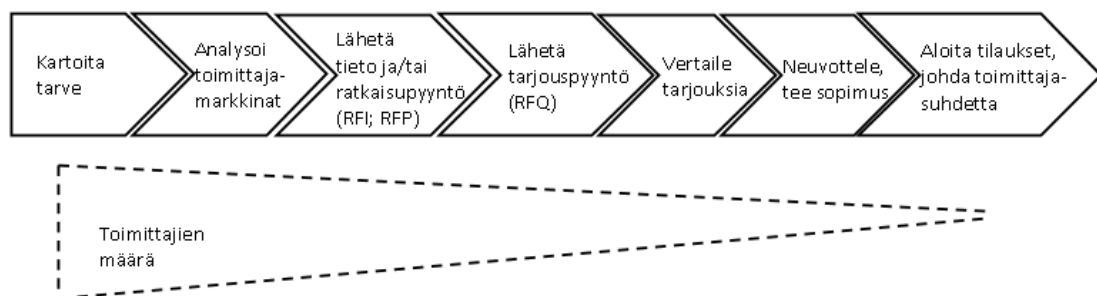 Kartoita
tarve
Analysoi
toimittaja-
markkinat
Lähetä
tieto ja/tai
ratkaisupyyntö
(RFI; RFP)
Lähetä
tarjouspyyntö
(RFQ)
Vertaile
tarjouksia
Neuvottele,
tee sopimus
Aloita tilaukset,
johda toimittaja-
suhdetta
Toimittajien
määrä